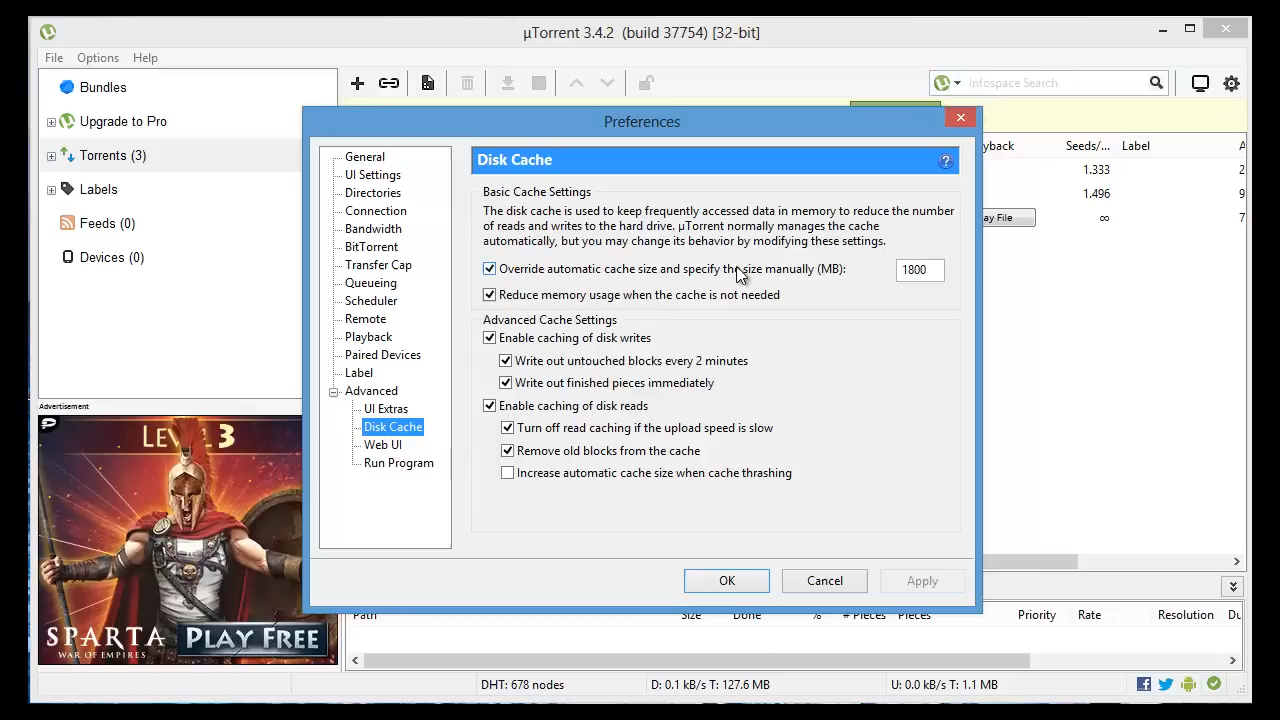 µTorrent 3.4.2 (build 37754) [32-bit]
File Options Help
Infospace Search
Bundles
Upgrade to Pro
Torrents (3)
Labels
Feeds (0)
Devices (0)
Seeds/... Label A
1.333 2
1.496 9
ay File ∞ 7
Preferences
General
UI Settings
Directories
Connection
Bandwidth
BitTorrent
Transfer Cap
Queueing
Scheduler
Remote
Playback
Paired Devices
Label
Advanced
UI Extras
Disk Cache
Web UI
Run Program
Disk Cache
Basic Cache Settings
The disk cache is used to keep frequently accessed data in memory to reduce the number
of reads and writes to the hard drive. µTorrent normally manages the cache
automatically, but you may change its behavior by modifying these settings.
Override automatic cache size and specify the size manually (MB): 1800
Reduce memory usage when the cache is not needed
Advanced Cache Settings
Enable caching of disk writes
Write out untouched blocks every 2 minutes
Write out finished pieces immediately
Enable caching of disk reads
Turn off read caching if the upload speed is slow
Remove old blocks from the cache
Increase automatic cache size when cache thrashing
OK Cancel Apply
Advertisement
LEVEL 3
SPARTA
WAR OF EMPIRES
PLAY FREE
Path Size Done % # Pieces Pieces Priority Rate Resolution Du
DHT: 678 nodes D: 0.1 kB/s T: 127.6 MB U: 0.0 kB/s T: 1.1 MB